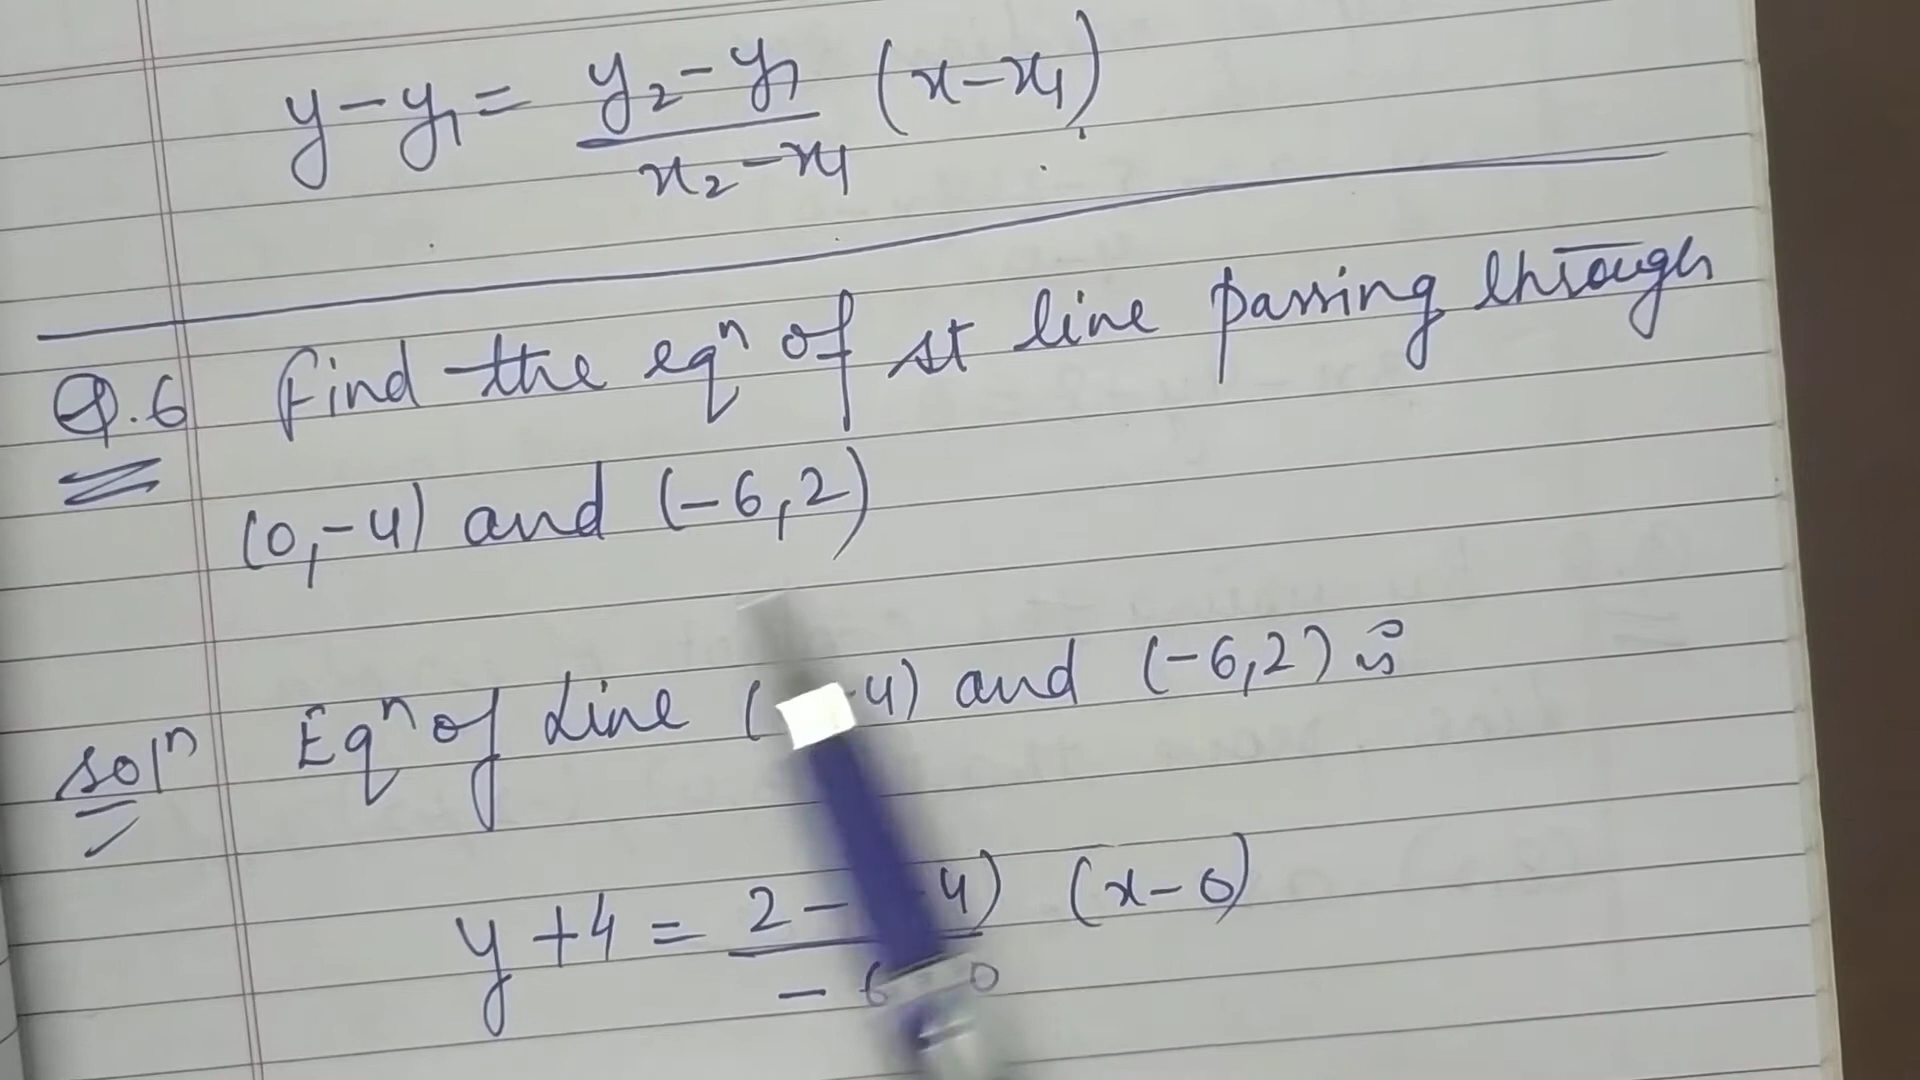 y-y₁ = (y₂-y₁)/(x₂-x₁) (x-x₁)
Q.6 Find the eqⁿ of st line passing through
(0,-4) and (-6,2)
Solⁿ Eqⁿ of Line ( 4) and (-6,2) is
y+4 = (2- 4))/(-6 0) (x-0)